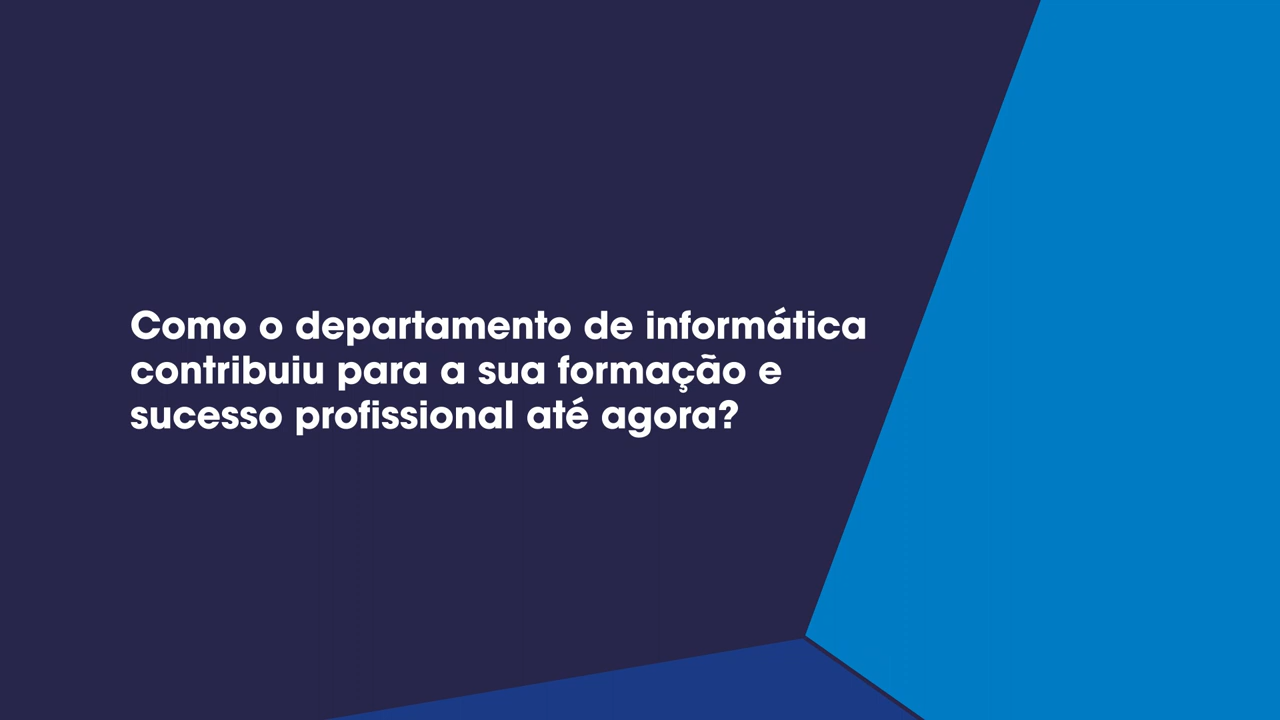 Como o departamento de informática
contribuiu para a sua formação e
sucesso profissional até agora?